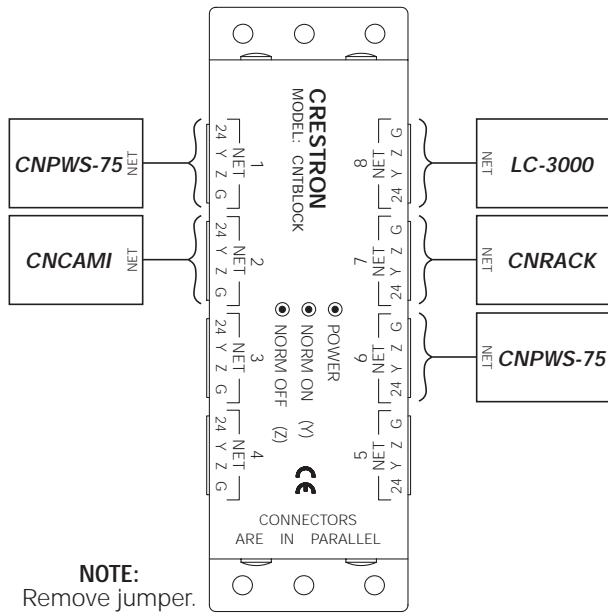 CRESTRON
MODEL: CNTBLOCK
CNPWS-75
NET
24 Y Z G
NET
1
CNCAMI
NET
24 Y Z G
NET
2
24 Y Z G
NET
3
24 Y Z G
NET
4
8
NET
24 Y Z G
NET
LC-3000
7
NET
24 Y Z G
NET
CNRACK
6
NET
24 Y Z G
NET
CNPWS-75
5
NET
24 Y Z G
POWER
NORM ON (Y)
NORM OFF (Z)
CE
CONNECTORS
ARE IN PARALLEL
NOTE:
Remove jumper.